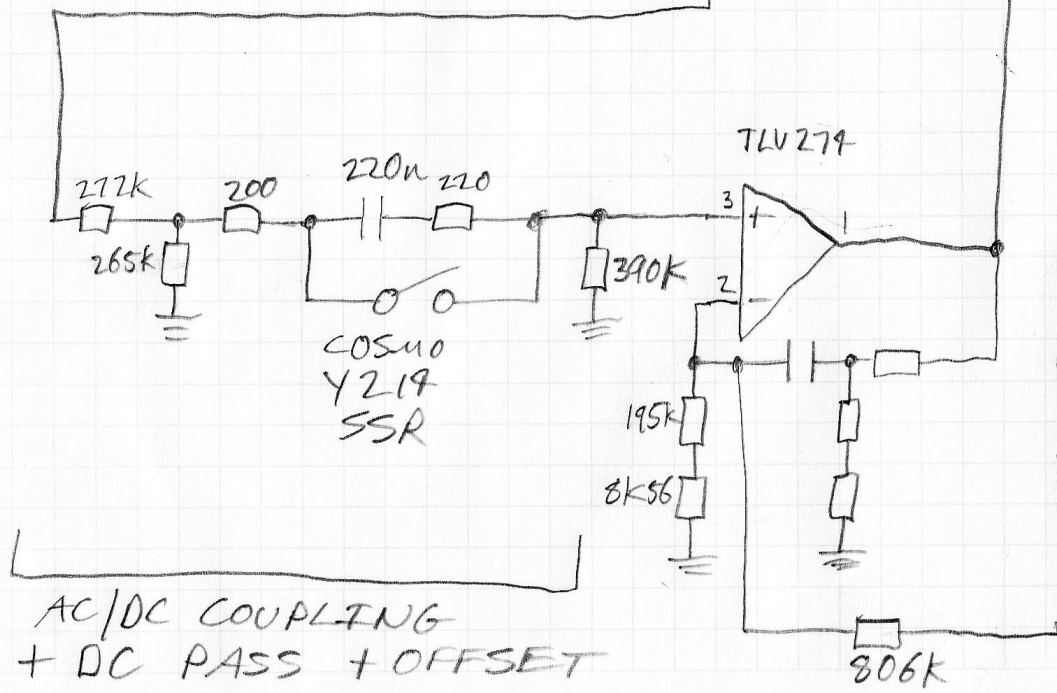 TLV274
272k
200
220n
220
265k
3
+
1
390K
2
-
COSMO
Y219
SSR
195k
8K56
AC/DC COUPLING
+ DC PASS + OFFSET
806K